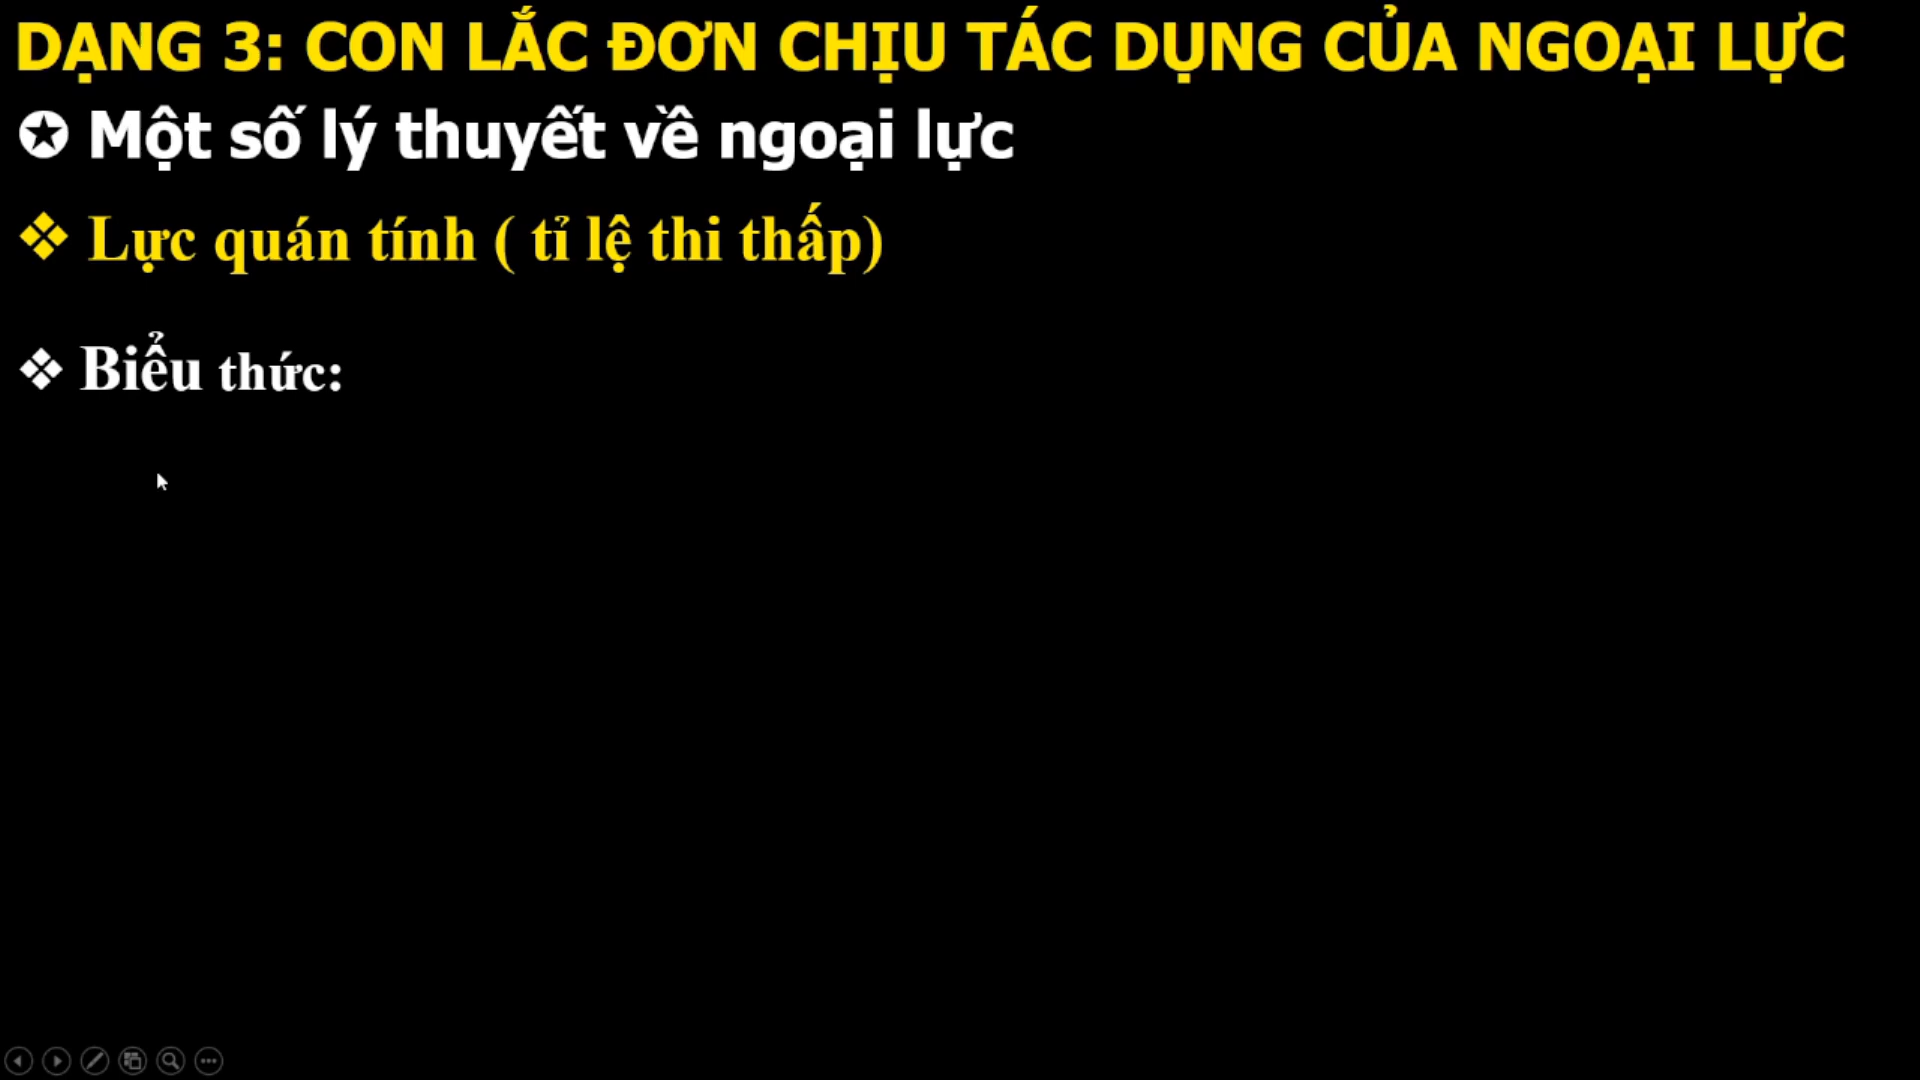 DẠNG 3: CON LẮC ĐƠN CHỊU TÁC DỤNG CỦA NGOẠI LỰC
✪ Một số lý thuyết về ngoại lực
❖ Lực quán tính ( tỉ lệ thi thấp)
❖ Biểu thức: